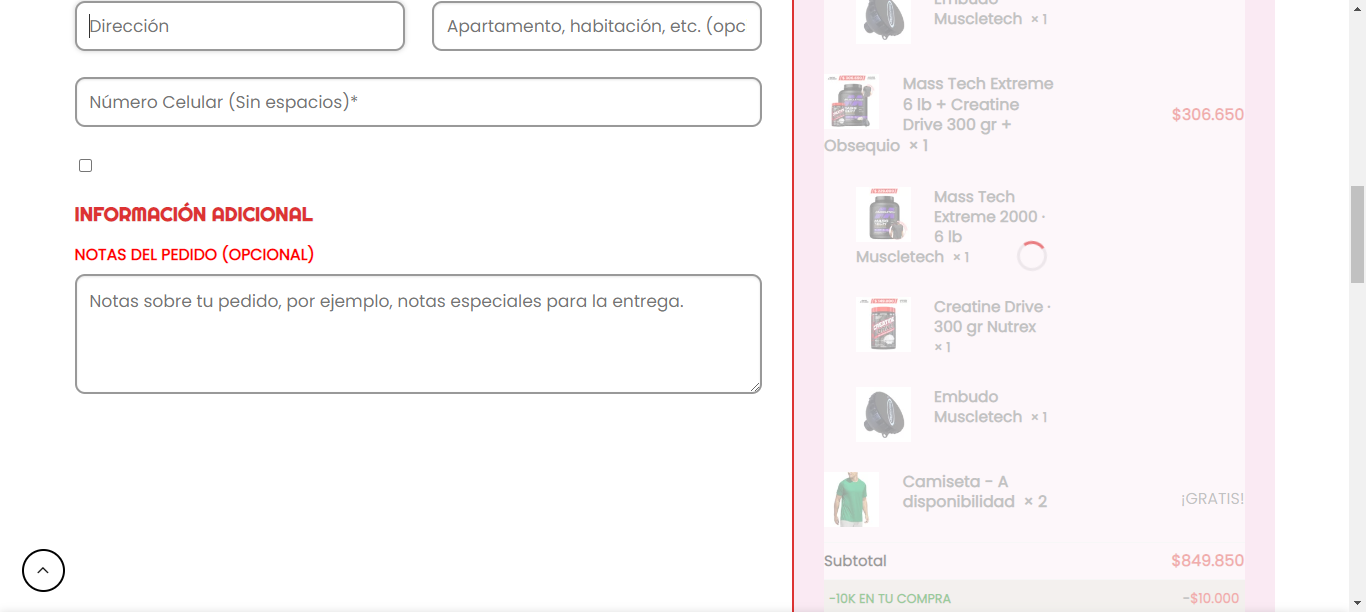 Dirección
Apartamento, habitación, etc. (opc
Número Celular (Sin espacios)*
INFORMACIÓN ADICIONAL
NOTAS DEL PEDIDO (OPCIONAL)
Notas sobre tu pedido, por ejemplo, notas especiales para la entrega.
Embudo
Muscletech × 1
Mass Tech Extreme
6 lb + Creatine
Drive 300 gr +
Obsequio × 1
$306.650
Mass Tech
Extreme 2000 ·
6 lb
Muscletech × 1
Creatine Drive ·
300 gr Nutrex
× 1
Embudo
Muscletech × 1
Camiseta - A
disponibilidad × 2
¡GRATIS!
Subtotal
$849.850
-10K EN TU COMPRA
-$10.000